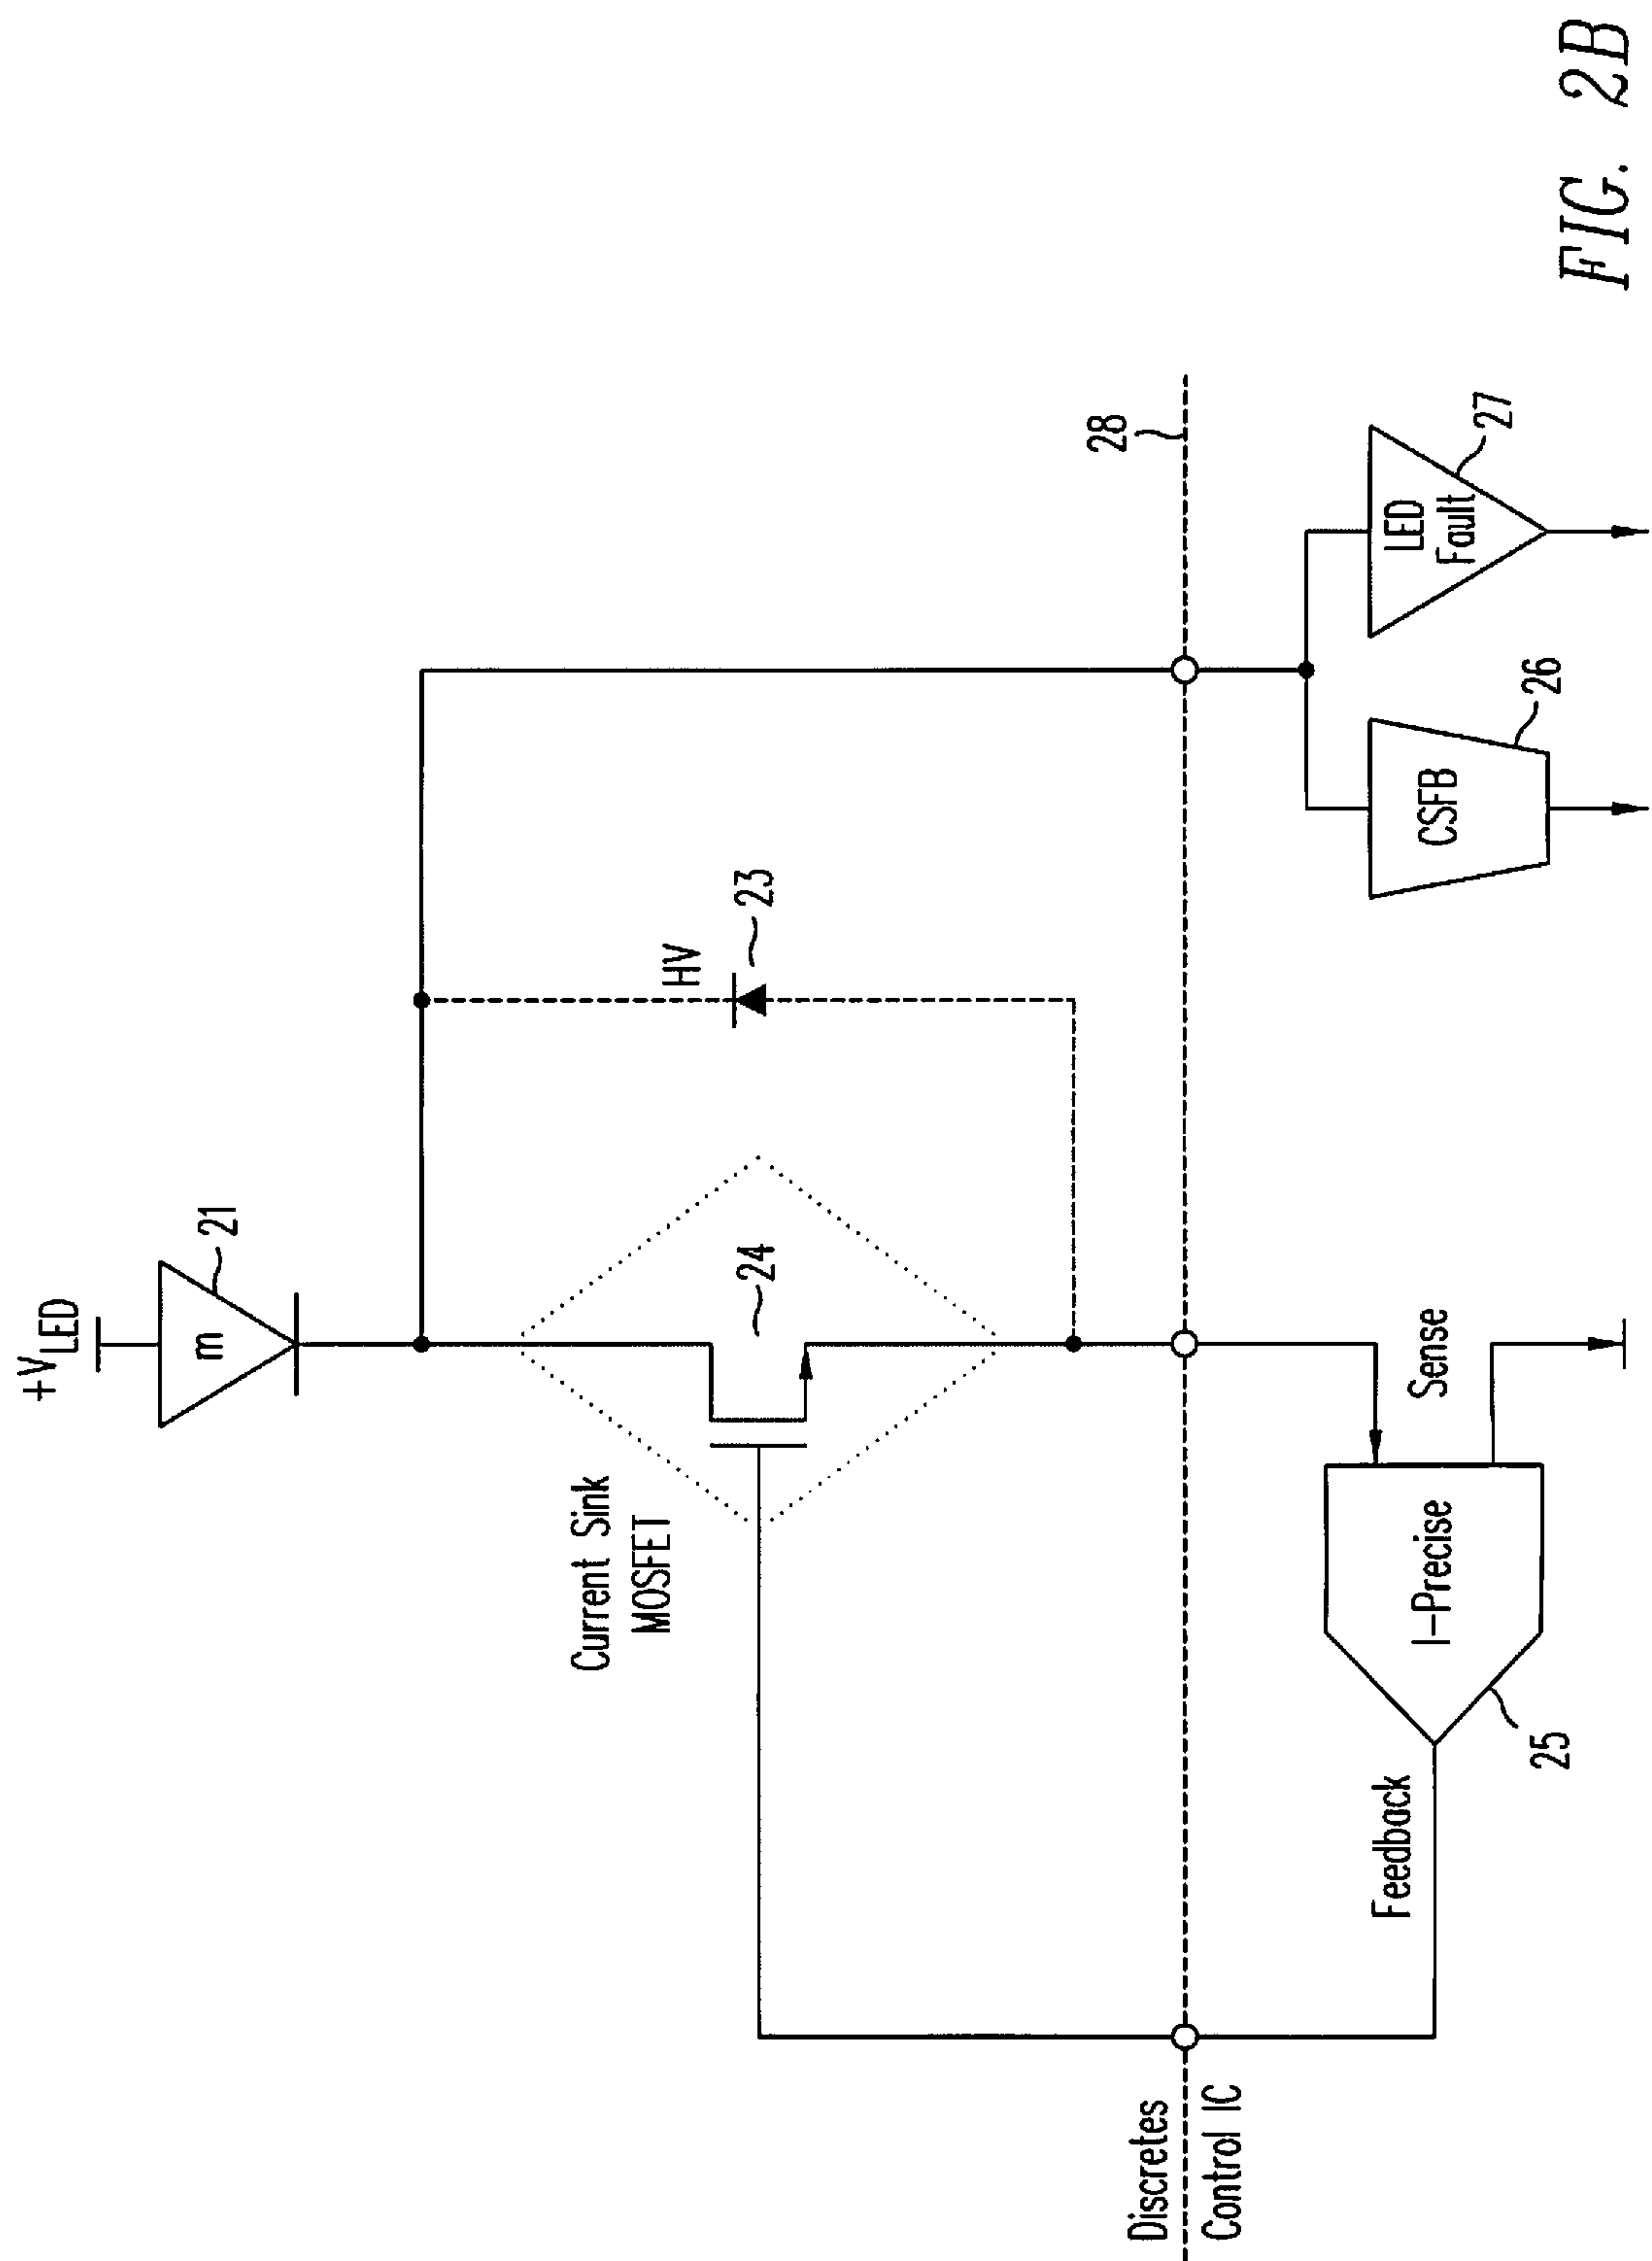 +VLED
m
21
Current Sink
MOSFET
24
HV
23
28
Discretes
Control IC
Feedback
I-Precise
25
Sense
CSFB
26
LED
Fault
27
FIG. 2B